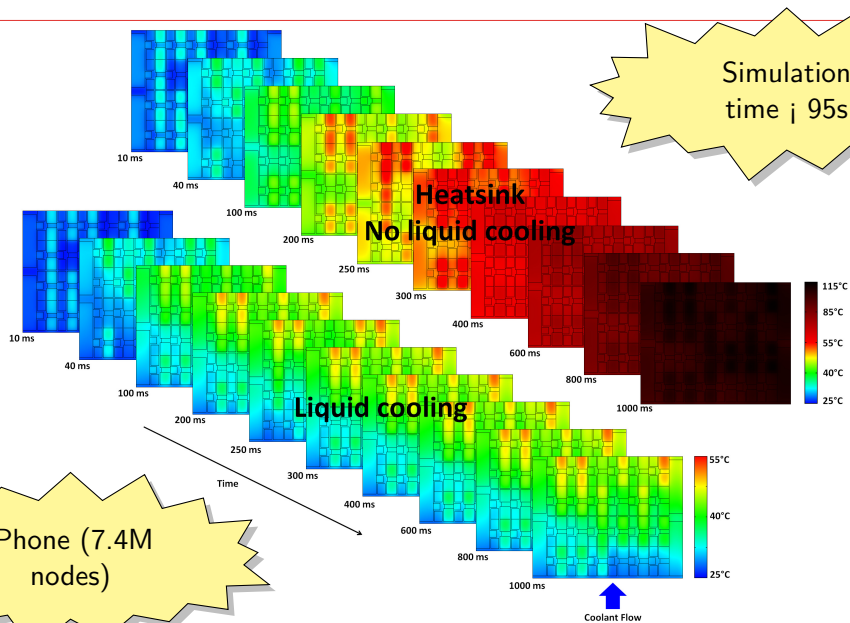 Simulation
time ¡ 95s
10 ms
40 ms
100 ms
200 ms
250 ms
300 ms
400 ms
600 ms
800 ms
1000 ms
Heatsink
No liquid cooling
115°C
85°C
55°C
40°C
25°C
10 ms
40 ms
100 ms
200 ms
250 ms
300 ms
400 ms
600 ms
800 ms
1000 ms
Liquid cooling
Time
55°C
40°C
25°C
Coolant Flow
Phone (7.4M
nodes)